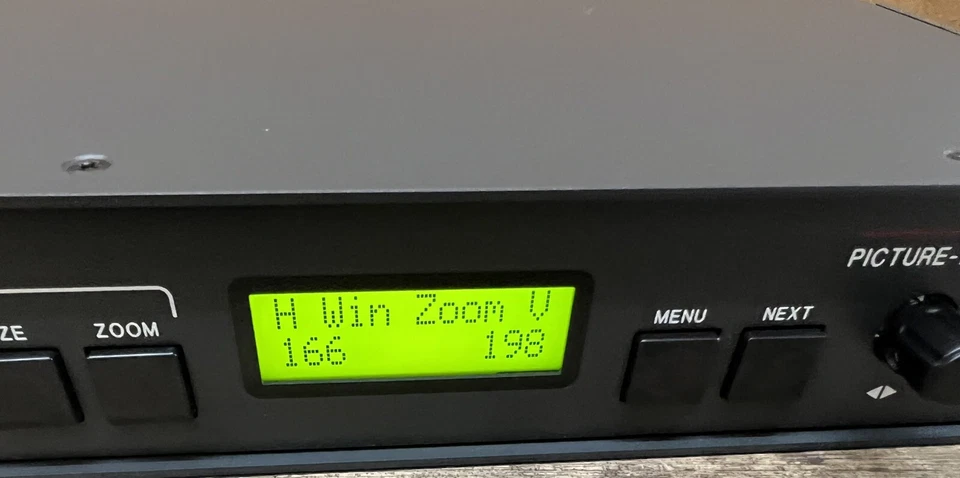 PICTURE-
ZE
ZOOM
H Win Zoom V
166 198
MENU
NEXT